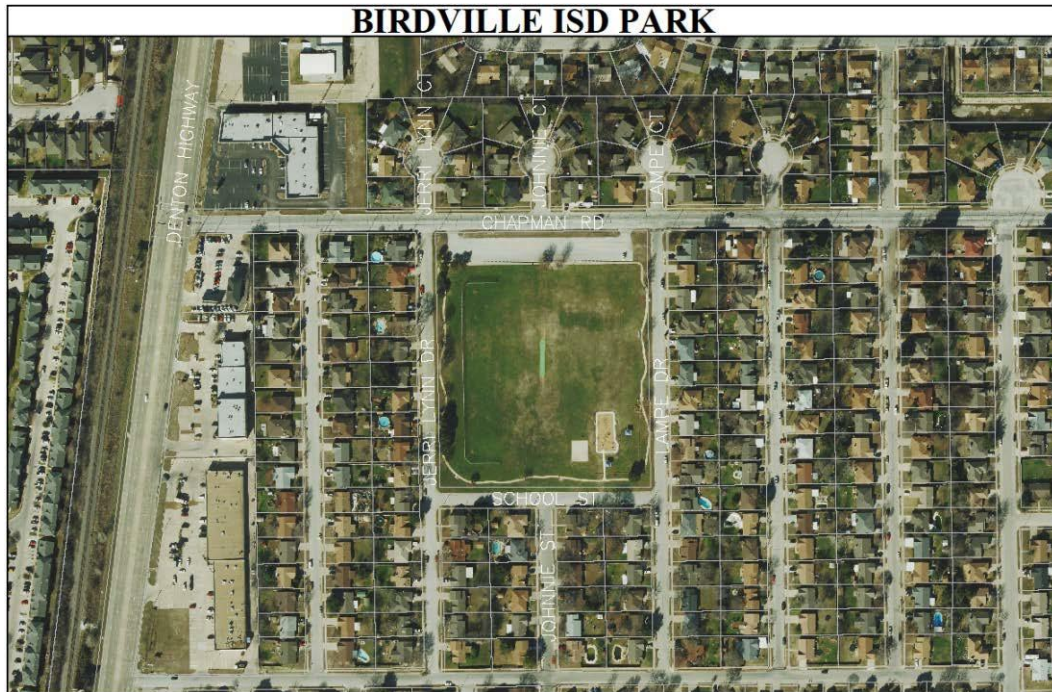 BIRDVILLE ISD PARK
DENTON HIGHWAY
JERRI LYNN CT
JOHNNIE CT
LAMPE CT
CHAPMAN RD
JERRI LYNN DR
LAMPE DR
SCHOOL ST
JOHNNIE ST